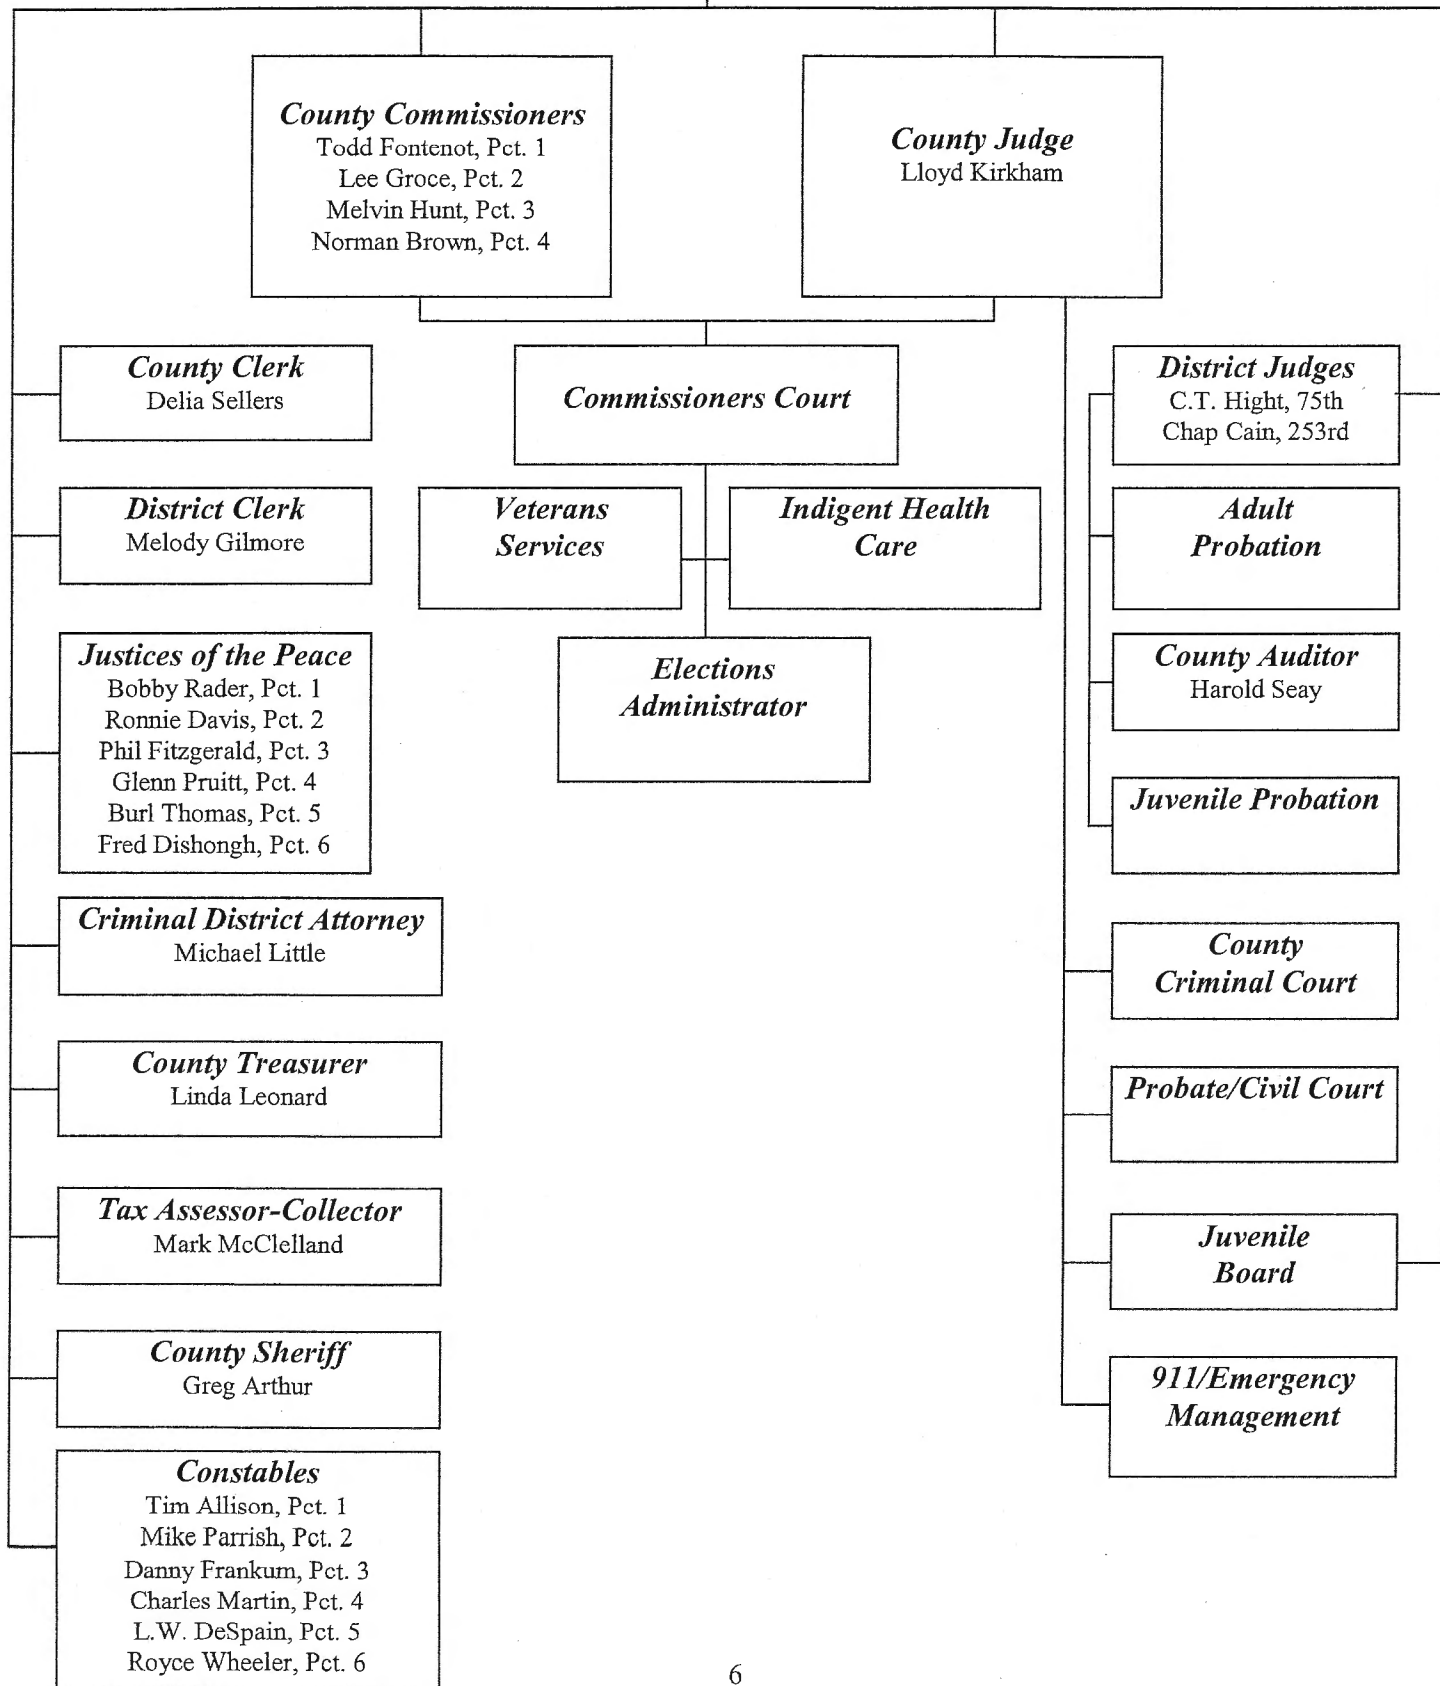 County Commissioners
Todd Fontenot, Pct. 1
Lee Groce, Pct. 2
Melvin Hunt, Pct. 3
Norman Brown, Pct. 4
County Judge
Lloyd Kirkham
County Clerk
Delia Sellers
Commissioners Court
District Judges
C.T. Hight, 75th
Chap Cain, 253rd
District Clerk
Melody Gilmore
Veterans
Services
Indigent Health
Care
Adult
Probation
Justices of the Peace
Bobby Rader, Pct. 1
Ronnie Davis, Pct. 2
Phil Fitzgerald, Pct. 3
Glenn Pruitt, Pct. 4
Burl Thomas, Pct. 5
Fred Dishongh, Pct. 6
Elections
Administrator
County Auditor
Harold Seay
Juvenile Probation
Criminal District Attorney
Michael Little
County
Criminal Court
County Treasurer
Linda Leonard
Probate/Civil Court
Tax Assessor-Collector
Mark McClelland
Juvenile
Board
County Sheriff
Greg Arthur
911/Emergency
Management
Constables
Tim Allison, Pct. 1
Mike Parrish, Pct. 2
Danny Frankum, Pct. 3
Charles Martin, Pct. 4
L.W. DeSpain, Pct. 5
Royce Wheeler, Pct. 6
6